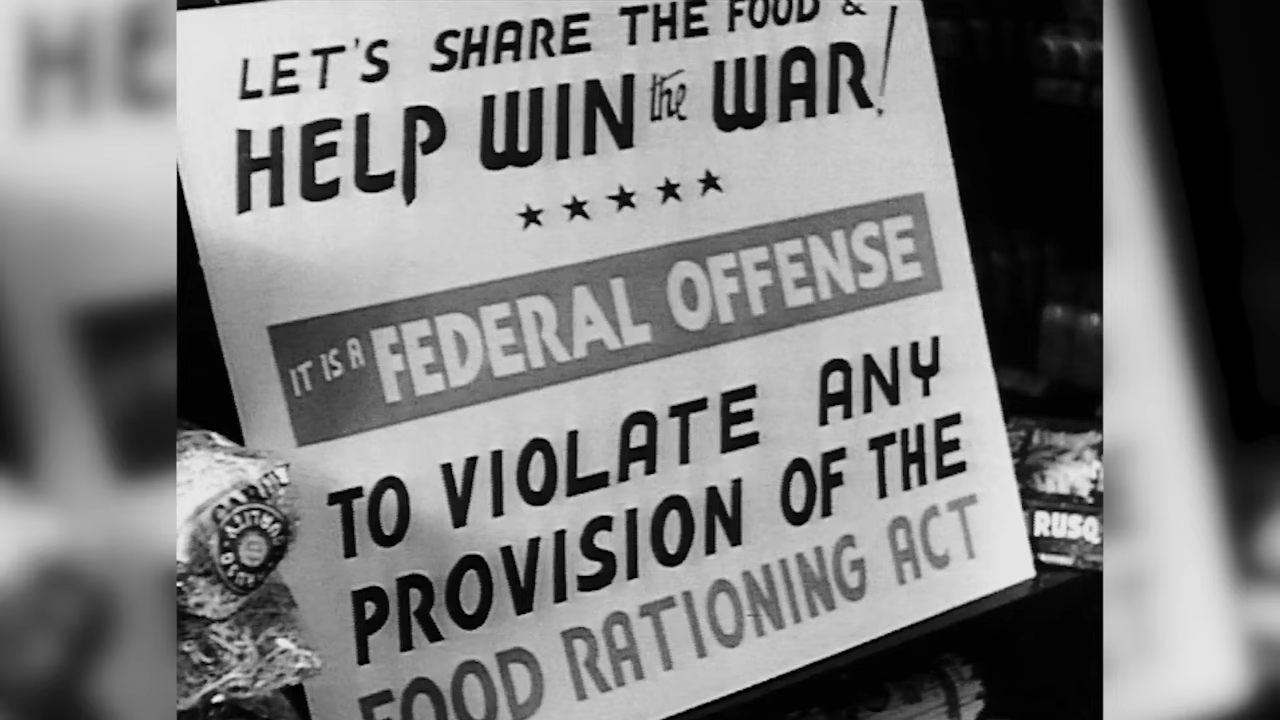 LET'S SHARE THE FOOD &
HELP WIN the WAR!
IT IS A FEDERAL OFFENSE
TO VIOLATE ANY
PROVISION OF THE
FOOD RATIONING ACT
RUSQ